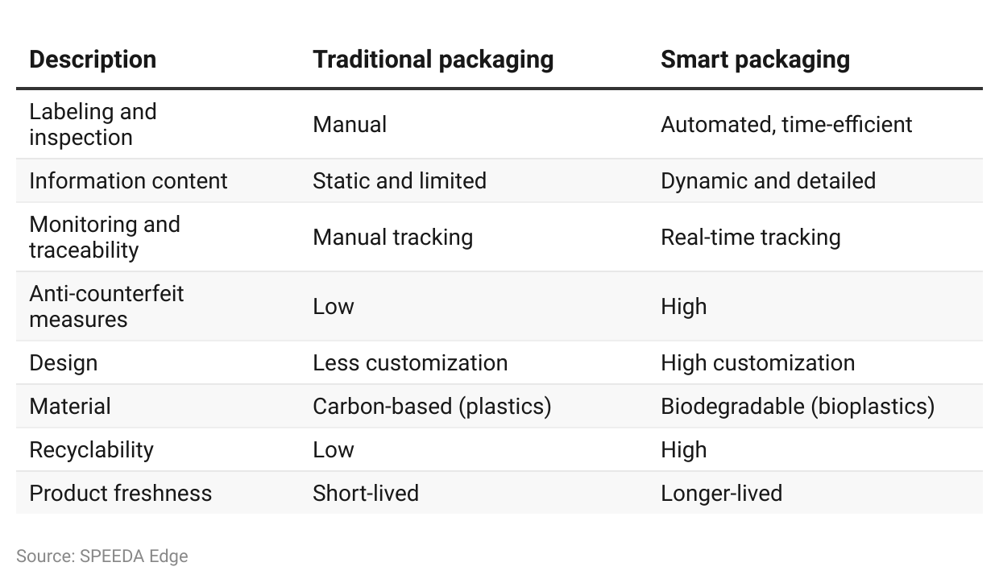 Description Traditional packaging Smart packaging
Labeling and
inspection
Manual
Automated, time-efficient
Information content Static and limited Dynamic and detailed
Monitoring and
traceability
Manual tracking
Real-time tracking
Anti-counterfeit
measures
Low
High
Design Less customization High customization
Material Carbon-based (plastics) Biodegradable (bioplastics)
Recyclability Low High
Product freshness Short-lived Longer-lived
Source: SPEEDA Edge